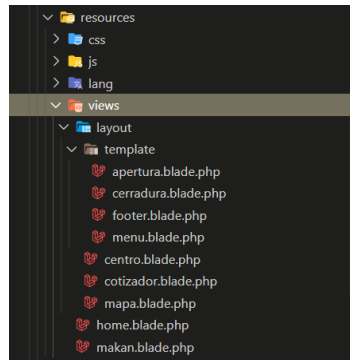 resources
css
js
lang
views
layout
template
apertura.blade.php
cerradura.blade.php
footer.blade.php
menu.blade.php
centro.blade.php
cotizador.blade.php
mapa.blade.php
home.blade.php
makan.blade.php